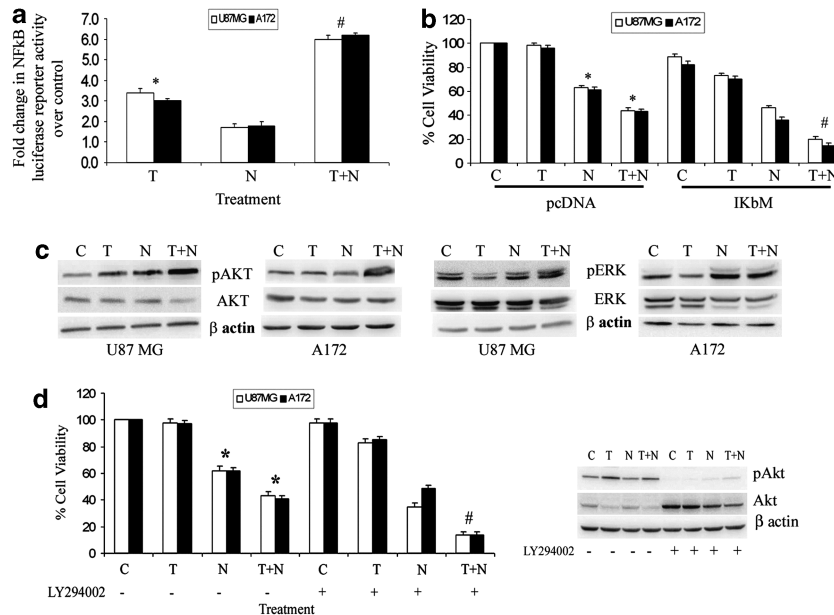 a
Fold change in NFkB
luciferase reporter activity
over control
6.0
5.0
4.0
3.0
2.0
1.0
0.0
U87MG A172
*
#
T N T+N
Treatment
b
% Cell Viability
120
100
80
60
40
20
0
U87MG A172
* *
#
C T N T+N C T N T+N
pcDNA IKbM
c
C T N T+N
C T N T+N
pAKT
AKT
β actin
U87 MG
A172
C T N T+N
C T N T+N
pERK
ERK
β actin
U87 MG
A172
d
% Cell Viability
120
100
80
60
40
20
0
U87MG A172
* *
#
C T N T+N C T N T+N
LY294002 - - - - + + + +
Treatment
C T N T+N C T N T+N
pAkt
Akt
β actin
LY294002 - - - - + + + +